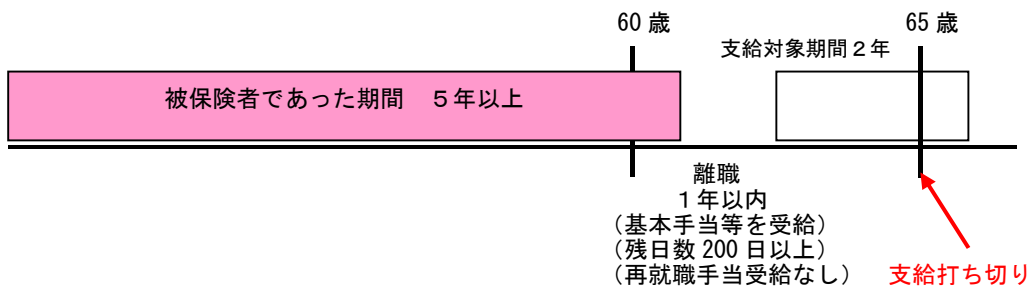 60 歳
65 歳
支給対象期間２年
被保険者であった期間　５年以上
離職
１年以内
（基本手当等を受給）
（残日数 200 日以上）
（再就職手当受給なし）
支給打ち切り